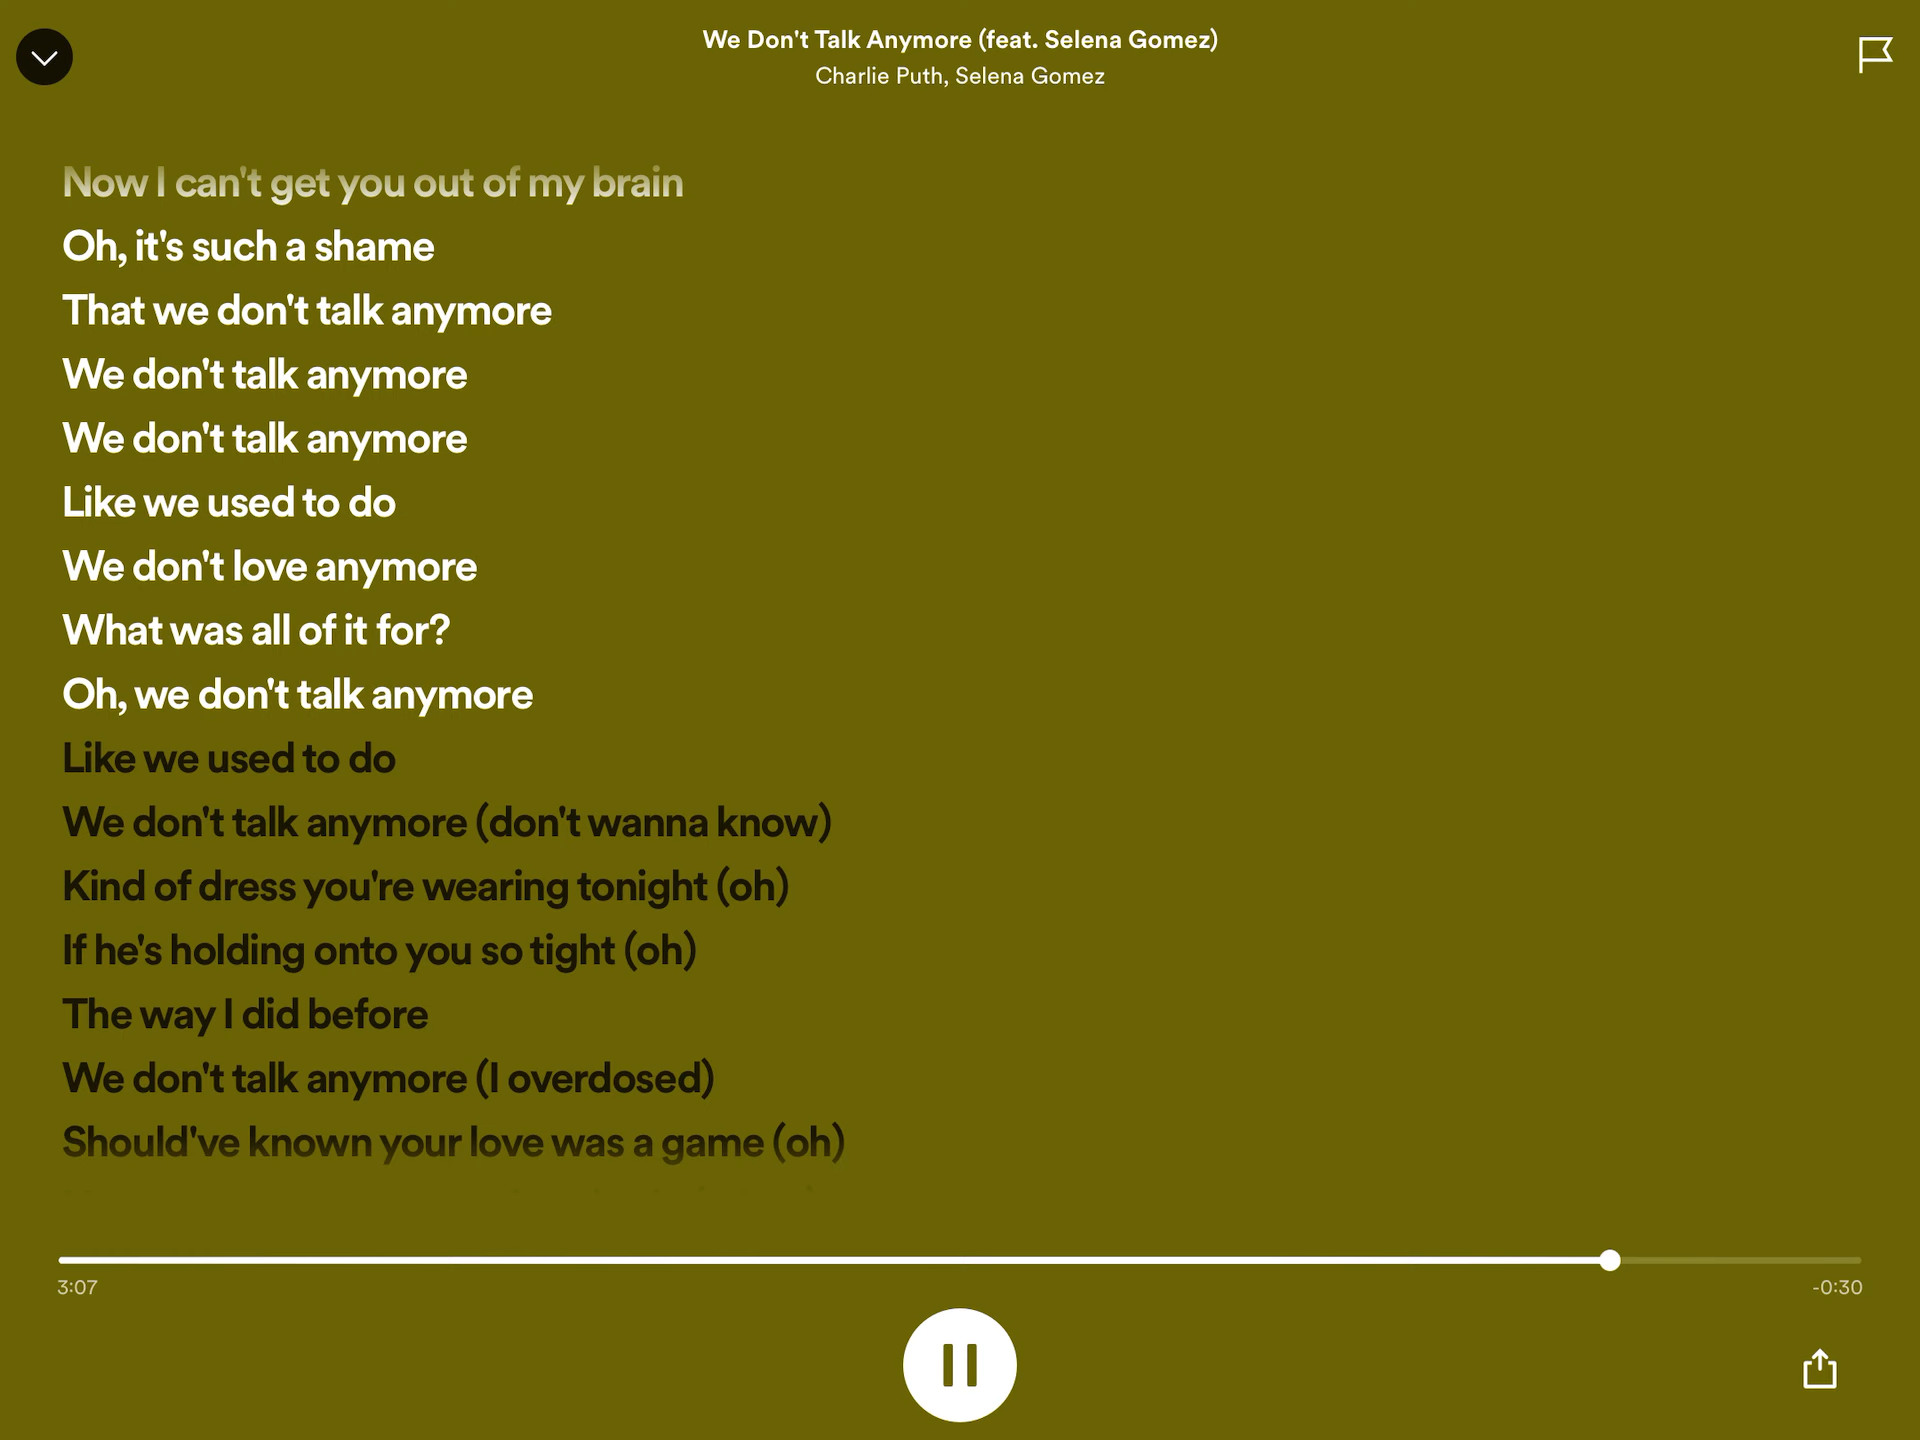 We Don't Talk Anymore (feat. Selena Gomez)
Charlie Puth, Selena Gomez
Now I can't get you out of my brain
Oh, it's such a shame
That we don't talk anymore
We don't talk anymore
We don't talk anymore
Like we used to do
We don't love anymore
What was all of it for?
Oh, we don't talk anymore
Like we used to do
We don't talk anymore (don't wanna know)
Kind of dress you're wearing tonight (oh)
If he's holding onto you so tight (oh)
The way I did before
We don't talk anymore (I overdosed)
Should've known your love was a game (oh)
3:07
-0:30